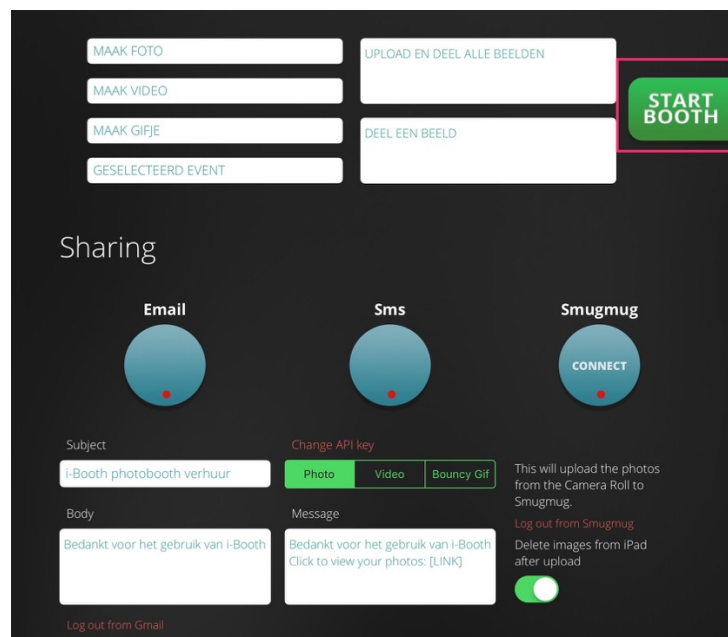 MAAK FOTO
MAAK VIDEO
MAAK GIFJE
GESELECTEERD EVENT
UPLOAD EN DEEL ALLE BEELDEN
DEEL EEN BEELD
START
BOOTH
Sharing
Email
Sms
Smugmug
CONNECT
Subject
i-Booth photobooth verhuur
Body
Bedankt voor het gebruik van i-Booth
Log out from Gmail
Change API key
Photo
Video
Bouncy Gif
Message
Bedankt voor het gebruik van i-Booth
Click to view your photos: [LINK]
This will upload the photos
from the Camera Roll to
Smugmug.
Log out from Smugmug
Delete images from iPad
after upload